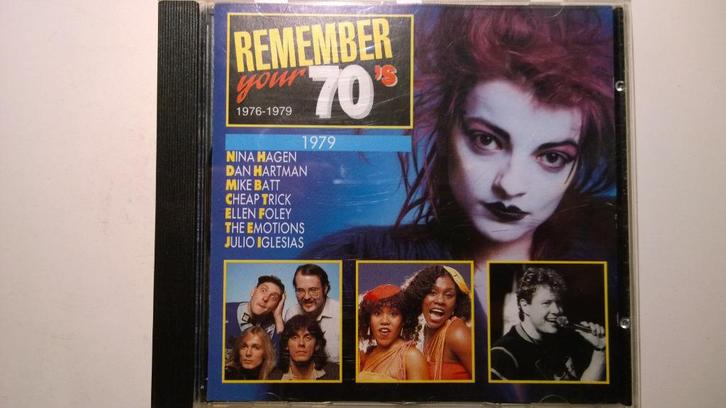 REMEMBER
your 70's
1976-1979
1979
NINA HAGEN
DAN HARTMAN
MIKE BATT
CHEAP TRICK
ELLEN FOLEY
THE EMOTIONS
JULIO IGLESIAS